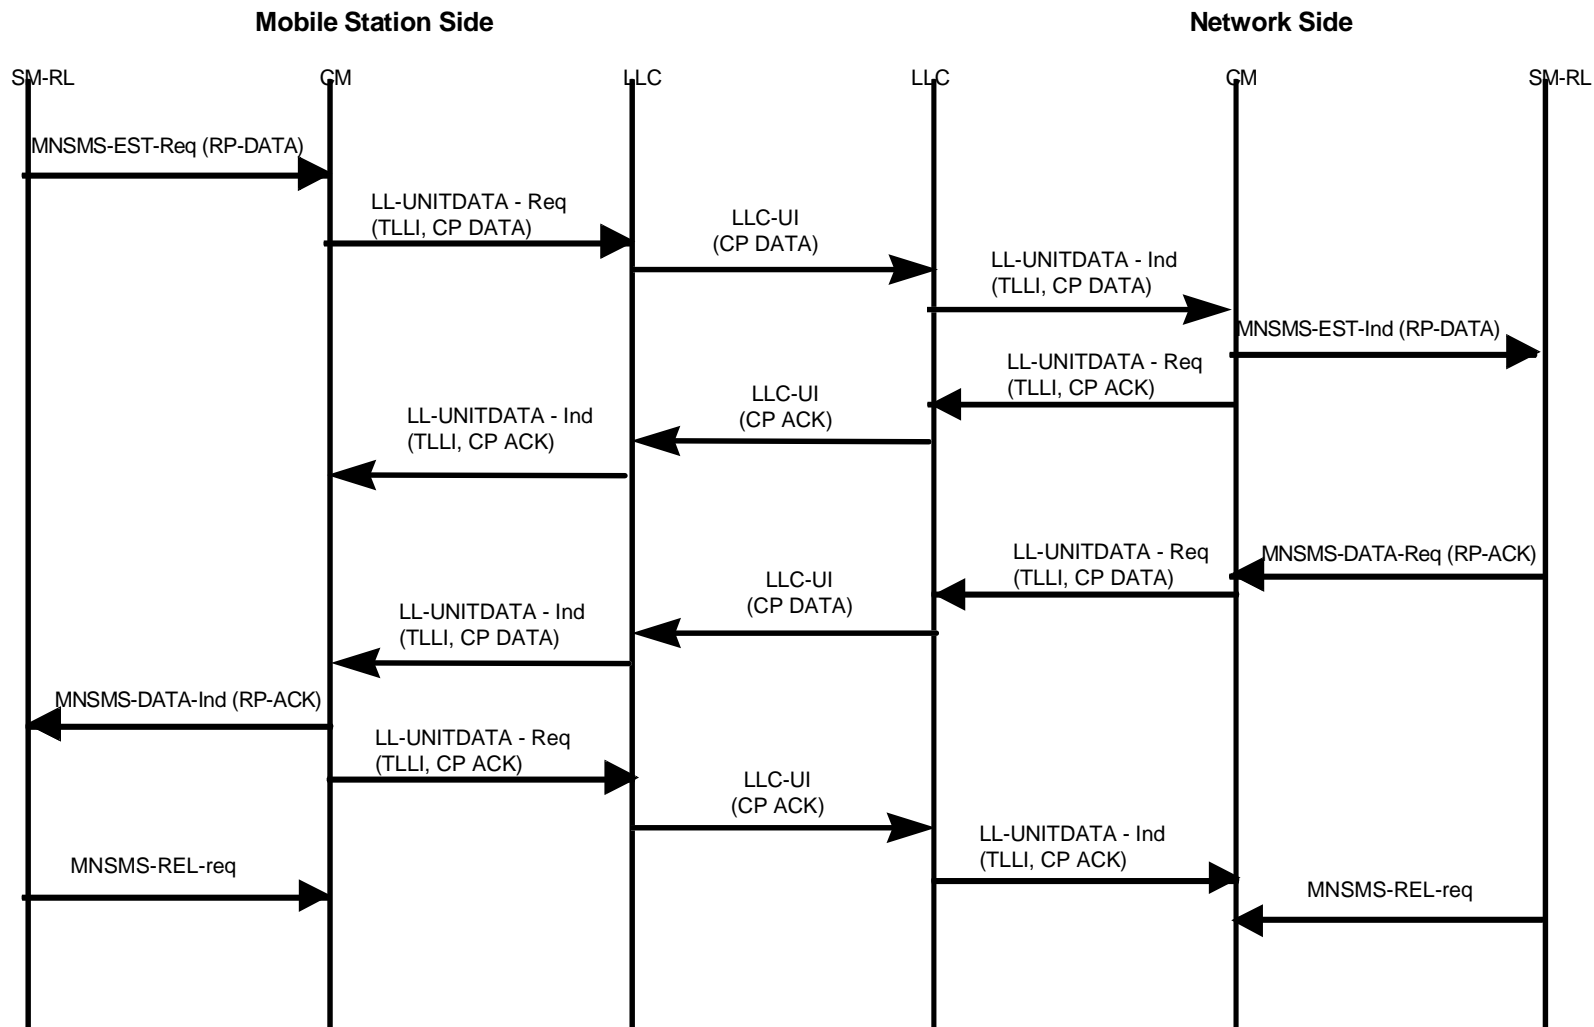 Mobile Station Side
Network Side
SM-RL
CM
LLC
LLC
CM
SM-RL
MNSMS-EST-Req (RP-DATA)
LL-UNITDATA - Req
(TLLI, CP DATA)
LLC-UI
(CP DATA)
LL-UNITDATA - Ind
(TLLI, CP DATA)
MNSMS-EST-Ind (RP-DATA)
LL-UNITDATA - Req
(TLLI, CP ACK)
LLC-UI
(CP ACK)
LL-UNITDATA - Ind
(TLLI, CP ACK)
MNSMS-DATA-Req (RP-ACK)
LL-UNITDATA - Req
(TLLI, CP DATA)
LLC-UI
(CP DATA)
LL-UNITDATA - Ind
(TLLI, CP DATA)
MNSMS-DATA-Ind (RP-ACK)
LL-UNITDATA - Req
(TLLI, CP ACK)
LLC-UI
(CP ACK)
LL-UNITDATA - Ind
(TLLI, CP ACK)
MNSMS-REL-req
MNSMS-REL-req